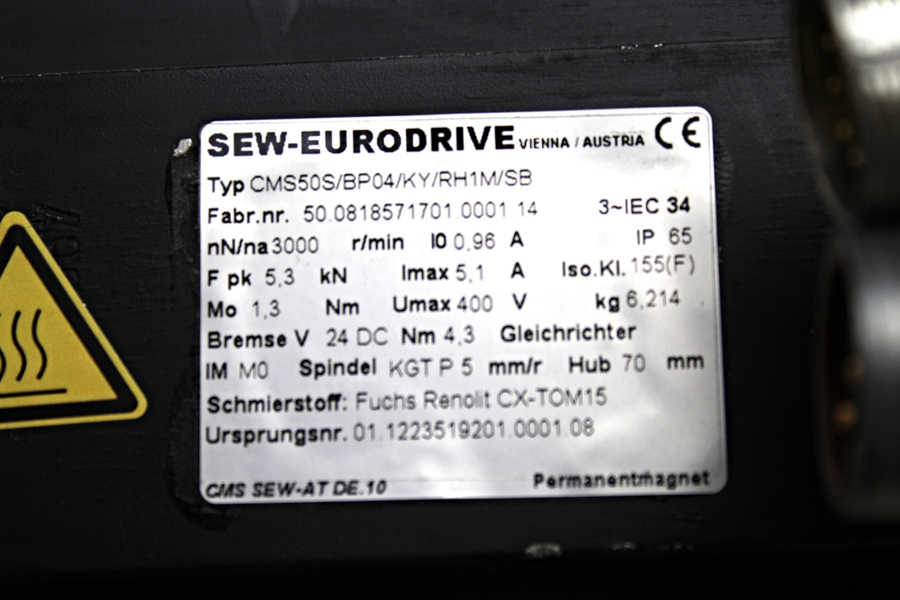 SEW-EURODRIVE VIENNA / AUSTRIA CE
Typ CMS50S/BP04/KY/RH1M/SB
Fabr.nr. 50.0818571701.0001.14 3~IEC 34
nN/na 3000 r/min I0 0,96 A IP 65
F pk 5,3 kN Imax 5,1 A Iso.Kl. 155(F)
Mo 1,3 Nm Umax 400 V kg 6,214
Bremse V 24 DC Nm 4,3 Gleichrichter
IM M0 Spindel KGT P 5 mm/r Hub 70 mm
Schmierstoff: Fuchs Renolit CX-TOM15
Ursprungsnr. 01.1223519201.0001.08
CMS SEW-AT DE.10 Permanentmagnet